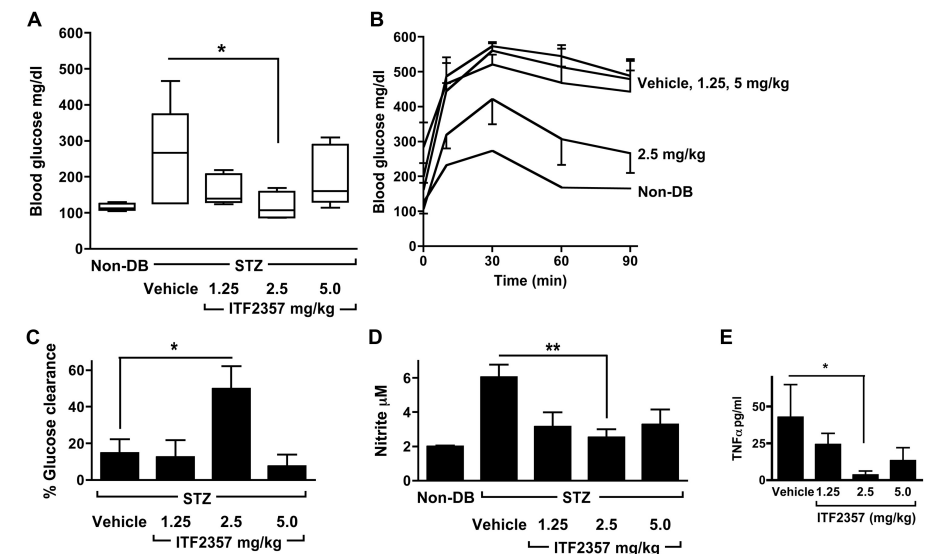 A
Blood glucose mg/dl
600
500
400
300
200
100
0
*
Non-DB
STZ
Vehicle 1.25 2.5 5.0
ITF2357 mg/kg
B
Blood glucose mg/dl
600
500
400
300
200
100
0
0 30 60 90
Time (min)
Vehicle, 1.25, 5 mg/kg
2.5 mg/kg
Non-DB
C
% Glucose clearance
60
40
20
0
*
STZ
Vehicle 1.25 2.5 5.0
ITF2357 mg/kg
D
Nitrite µM
6
4
2
0
**
Non-DB STZ
Vehicle 1.25 2.5 5.0
ITF2357 mg/kg
E
TNFα pg/ml
50
25
0
*
Vehicle 1.25 2.5 5.0
ITF2357 (mg/kg)